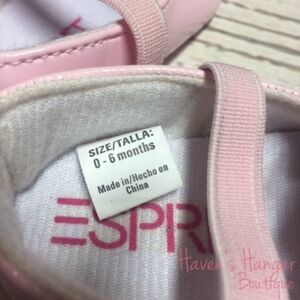 SIZE/TALLA:
0 - 6 months
Made in/Hecho en
China
ESPR
Haven's Hanger
Boutique